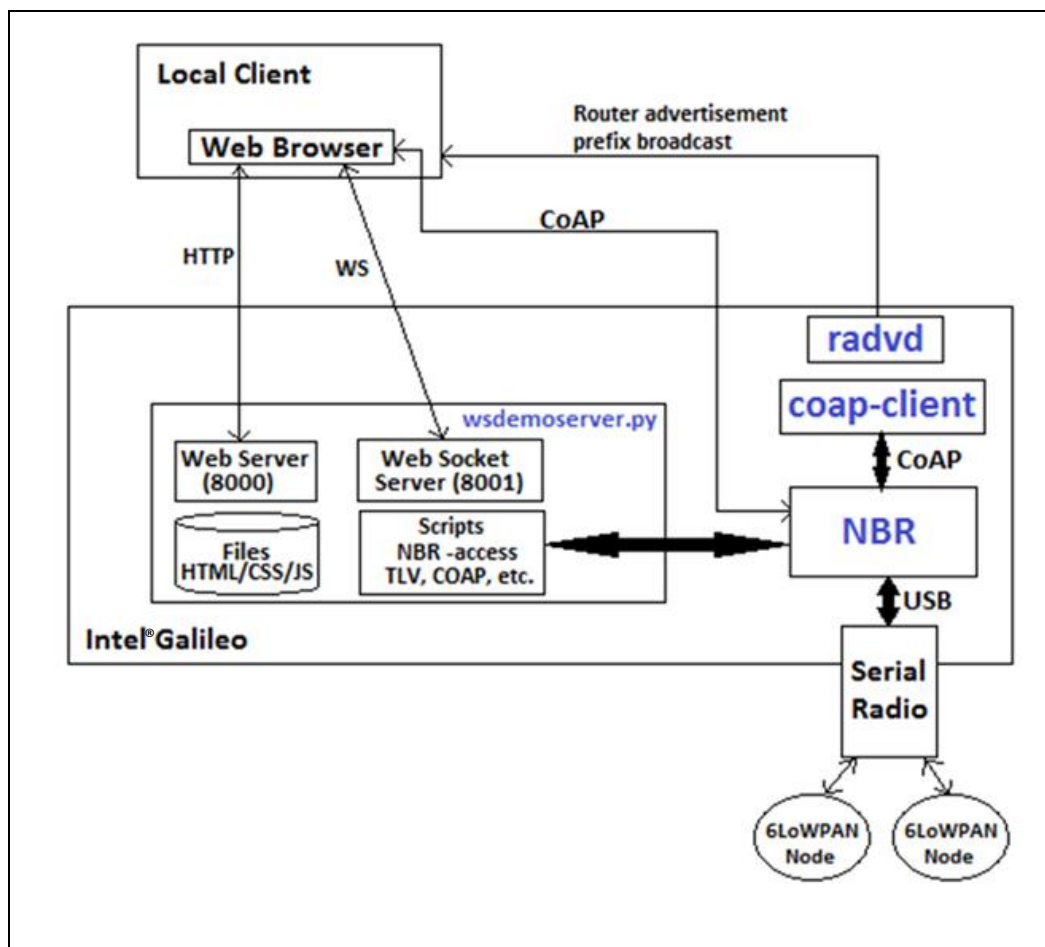 Local Client
Web Browser
Router advertisement
prefix broadcast
CoAP
HTTP
WS
radvd
coap-client
wsdemoserver.py
CoAP
Web Server
(8000)
Web Socket
Server (8001)
NBR
Files
HTML/CSS/JS
Scripts
NBR -access
TLV, COAP, etc.
USB
Intel®Galileo
Serial
Radio
6LoWPAN
Node
6LoWPAN
Node